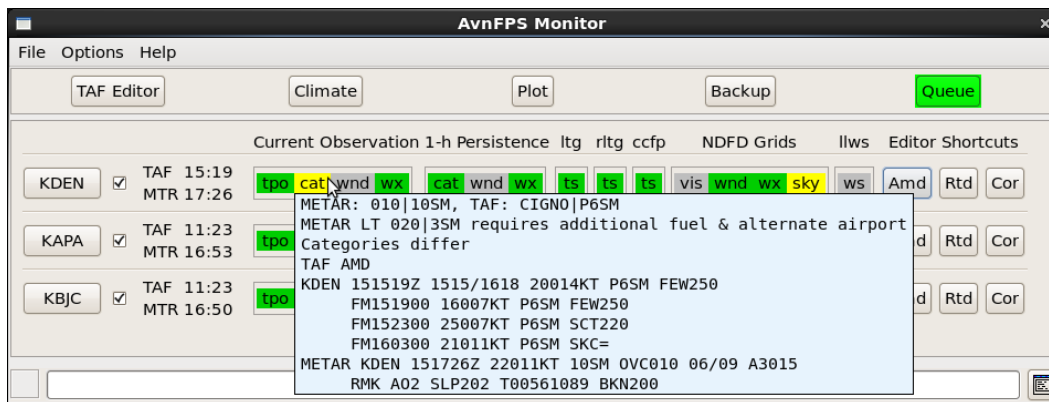 AvnFPS Monitor
File Options Help
TAF Editor Climate Plot Backup Queue
Current Observation 1-h Persistence ltg rltg ccfp NDFD Grids llws Editor Shortcuts
KDEN TAF 15:19 tpo cat wnd wx cat wnd wx ts ts ts vis wnd wx sky ws Amd Rtd Cor
MTR 17:26
METAR: 010|10SM, TAF: CIGNO|P6SM
METAR LT 020|3SM requires additional fuel & alternate airport
KAPA TAF 11:23 tpo Categories differ d Rtd Cor
MTR 16:53
TAF AMD
KDEN 151519Z 1515/1618 20014KT P6SM FEW250
KBJC TAF 11:23 tpo FM151900 16007KT P6SM FEW250 d Rtd Cor
MTR 16:50
FM152300 25007KT P6SM SCT220
FM160300 21011KT P6SM SKC=
METAR KDEN 151726Z 22011KT 10SM OVC010 06/09 A3015
RMK AO2 SLP202 T00561089 BKN200